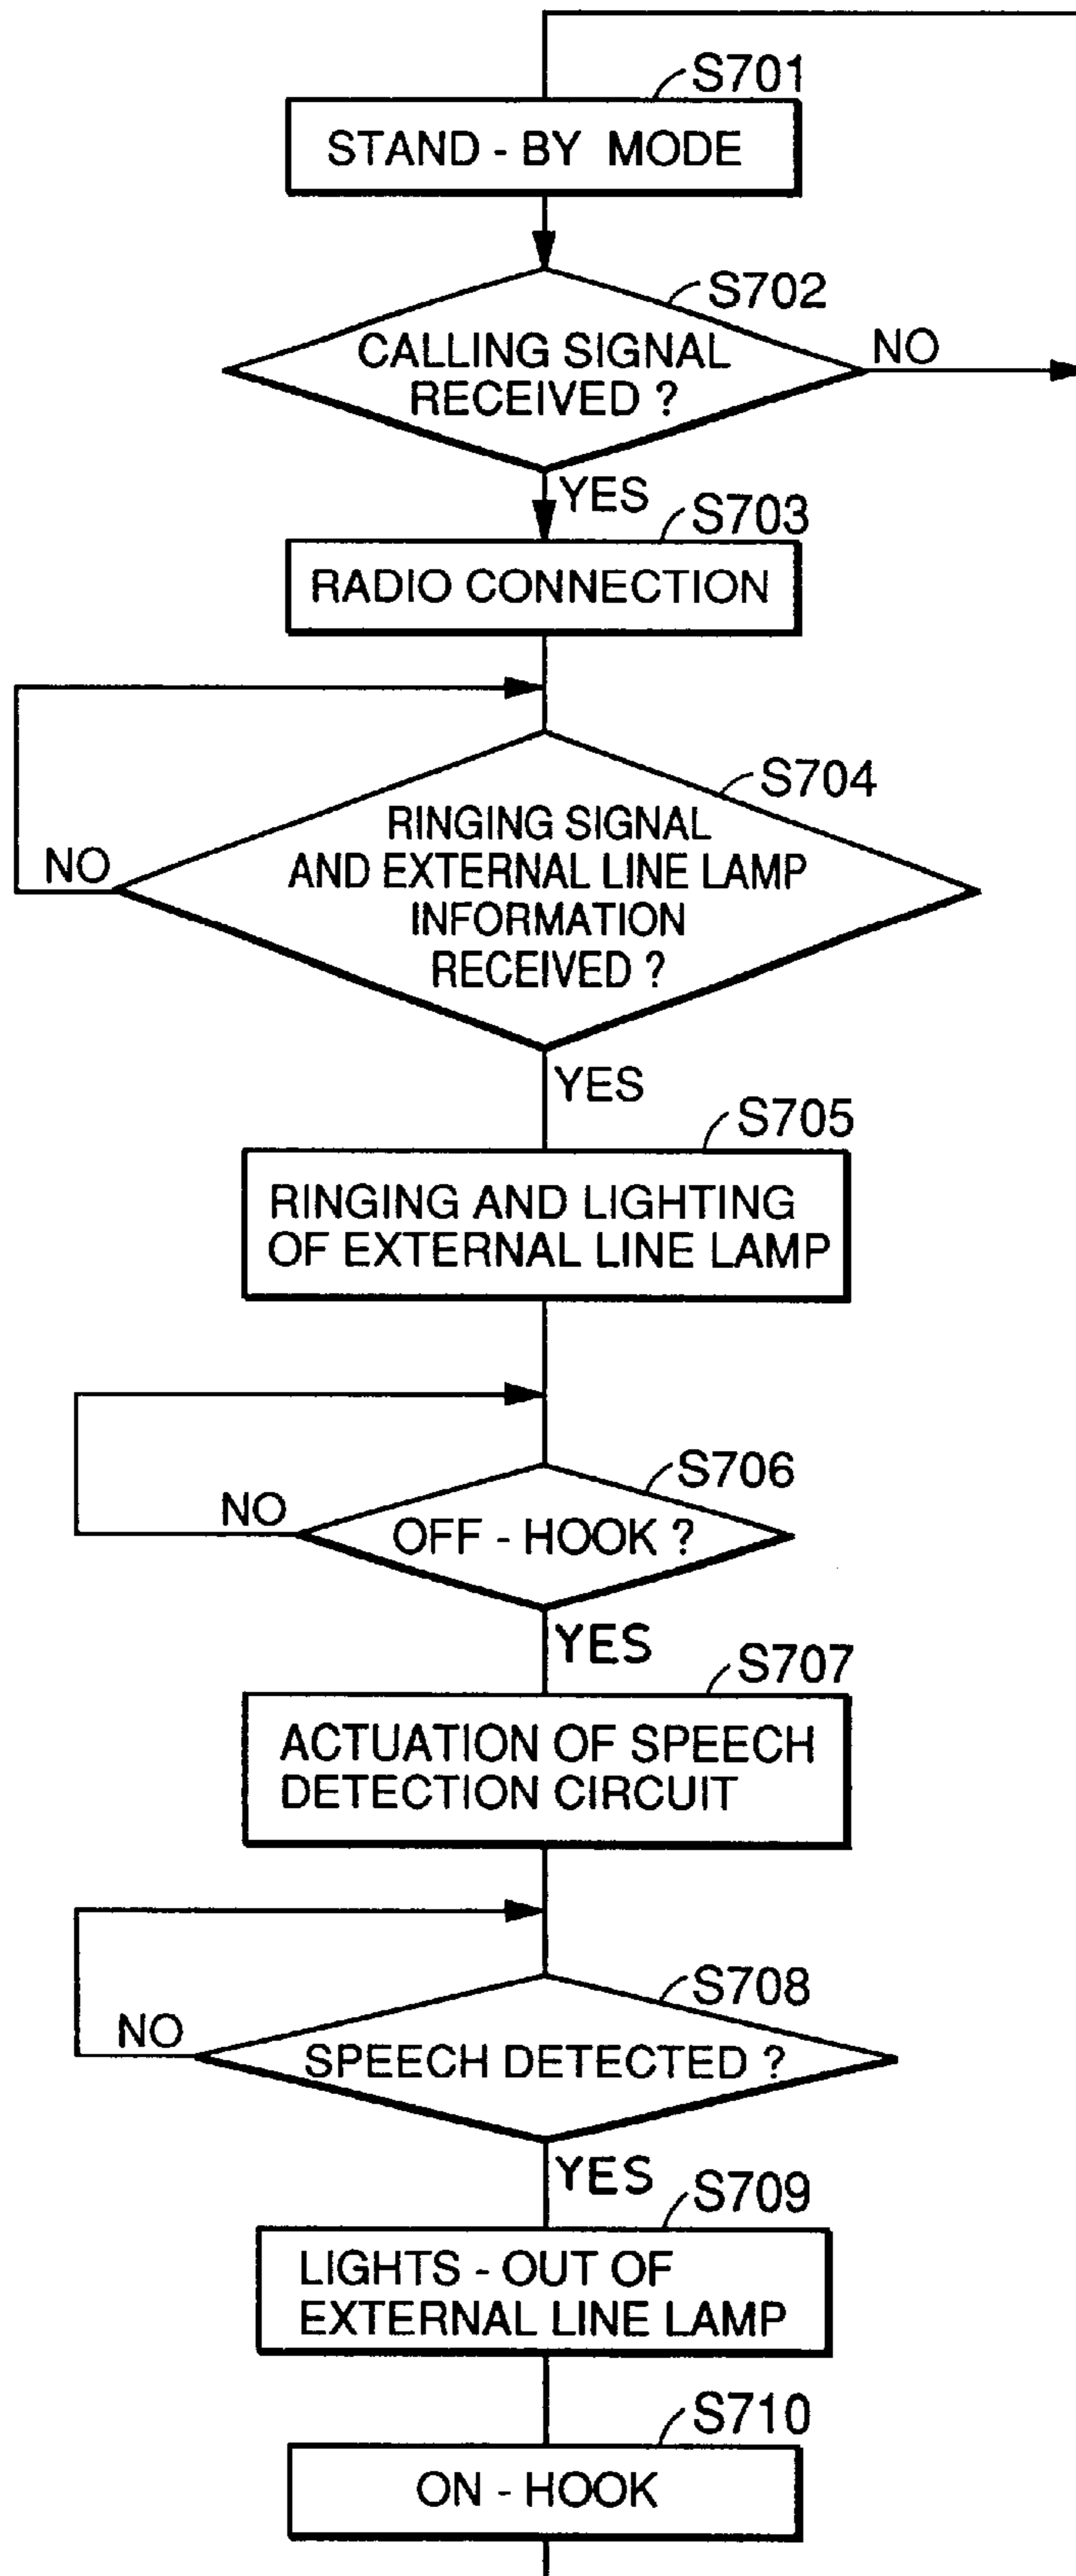 S701
STAND - BY MODE
S702
CALLING SIGNAL
RECEIVED ?
NO
YES
S703
RADIO CONNECTION
S704
RINGING SIGNAL
AND EXTERNAL LINE LAMP
INFORMATION
RECEIVED ?
NO
YES
S705
RINGING AND LIGHTING
OF EXTERNAL LINE LAMP
S706
OFF - HOOK ?
NO
YES
S707
ACTUATION OF SPEECH
DETECTION CIRCUIT
S708
SPEECH DETECTED ?
NO
YES
S709
LIGHTS - OUT OF
EXTERNAL LINE LAMP
S710
ON - HOOK